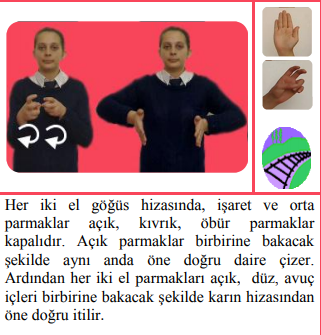 Her iki el göğüs hizasında, işaret ve orta
parmaklar açık, kıvrık, öbür parmaklar
kapalıdır. Açık parmaklar birbirine bakacak
şekilde aynı anda öne doğru daire çizer.
Ardından her iki el parmakları açık, düz, avuç
içleri birbirine bakacak şekilde karın hizasından
öne doğru itilir.